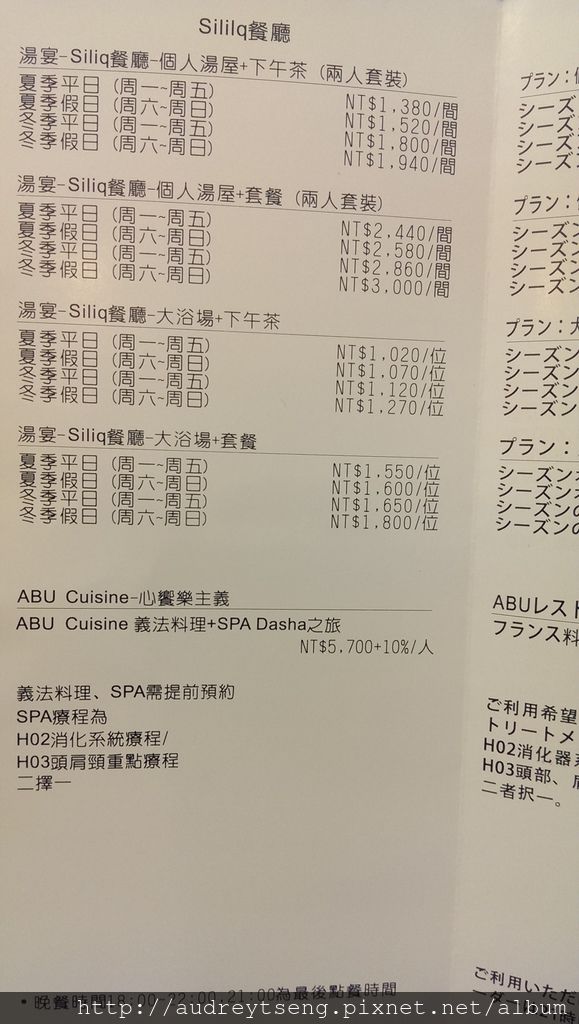 Sililq餐廳
湯宴-Siliq餐廳-個人湯屋+下午茶 (兩人套裝)
夏季平日 (周一~周五) NT$1,380/間
夏季假日 (周六~周日) NT$1,520/間
冬季平日 (周一~周五) NT$1,800/間
冬季假日 (周六~周日) NT$1,940/間
湯宴-Siliq餐廳-個人湯屋+套餐 (兩人套裝)
夏季平日 (周一~周五) NT$2,440/間
夏季假日 (周六~周日) NT$2,580/間
冬季平日 (周一~周五) NT$2,860/間
冬季假日 (周六~周日) NT$3,000/間
湯宴-Siliq餐廳-大浴場+下午茶
夏季平日 (周一~周五) NT$1,020/位
夏季假日 (周六~周日) NT$1,070/位
冬季平日 (周一~周五) NT$1,120/位
冬季假日 (周六~周日) NT$1,270/位
湯宴-Siliq餐廳-大浴場+套餐
夏季平日 (周一~周五) NT$1,550/位
夏季假日 (周六~周日) NT$1,600/位
冬季平日 (周一~周五) NT$1,650/位
冬季假日 (周六~周日) NT$1,800/位
ABU Cuisine-心饗樂主義
ABU Cuisine 義法料理+SPA Dasha之旅
NT$5,700+10%/人
義法料理、SPA需提前預約
SPA療程為
H02消化系統療程/
H03頭肩頸重點療程
二擇一
•晚餐時間18:00-22:00,21:00為最後點餐時間
プラン：
シーズ
シーズ
シーズ
シーズ
プラン：
シーズン
シーズン
シーズン
シーズン
プラン：大
シーズン
シーズン
シーズン
シーズン
プラン：
シーズン
シーズン
シーズンの
シーズンの
ABUレスト
フランス料
ご利用希望
トリートメ
H02消化器系
H03頭部、
二者択一。
ご利用いただ
http://audreytseng.pixnet.net/album